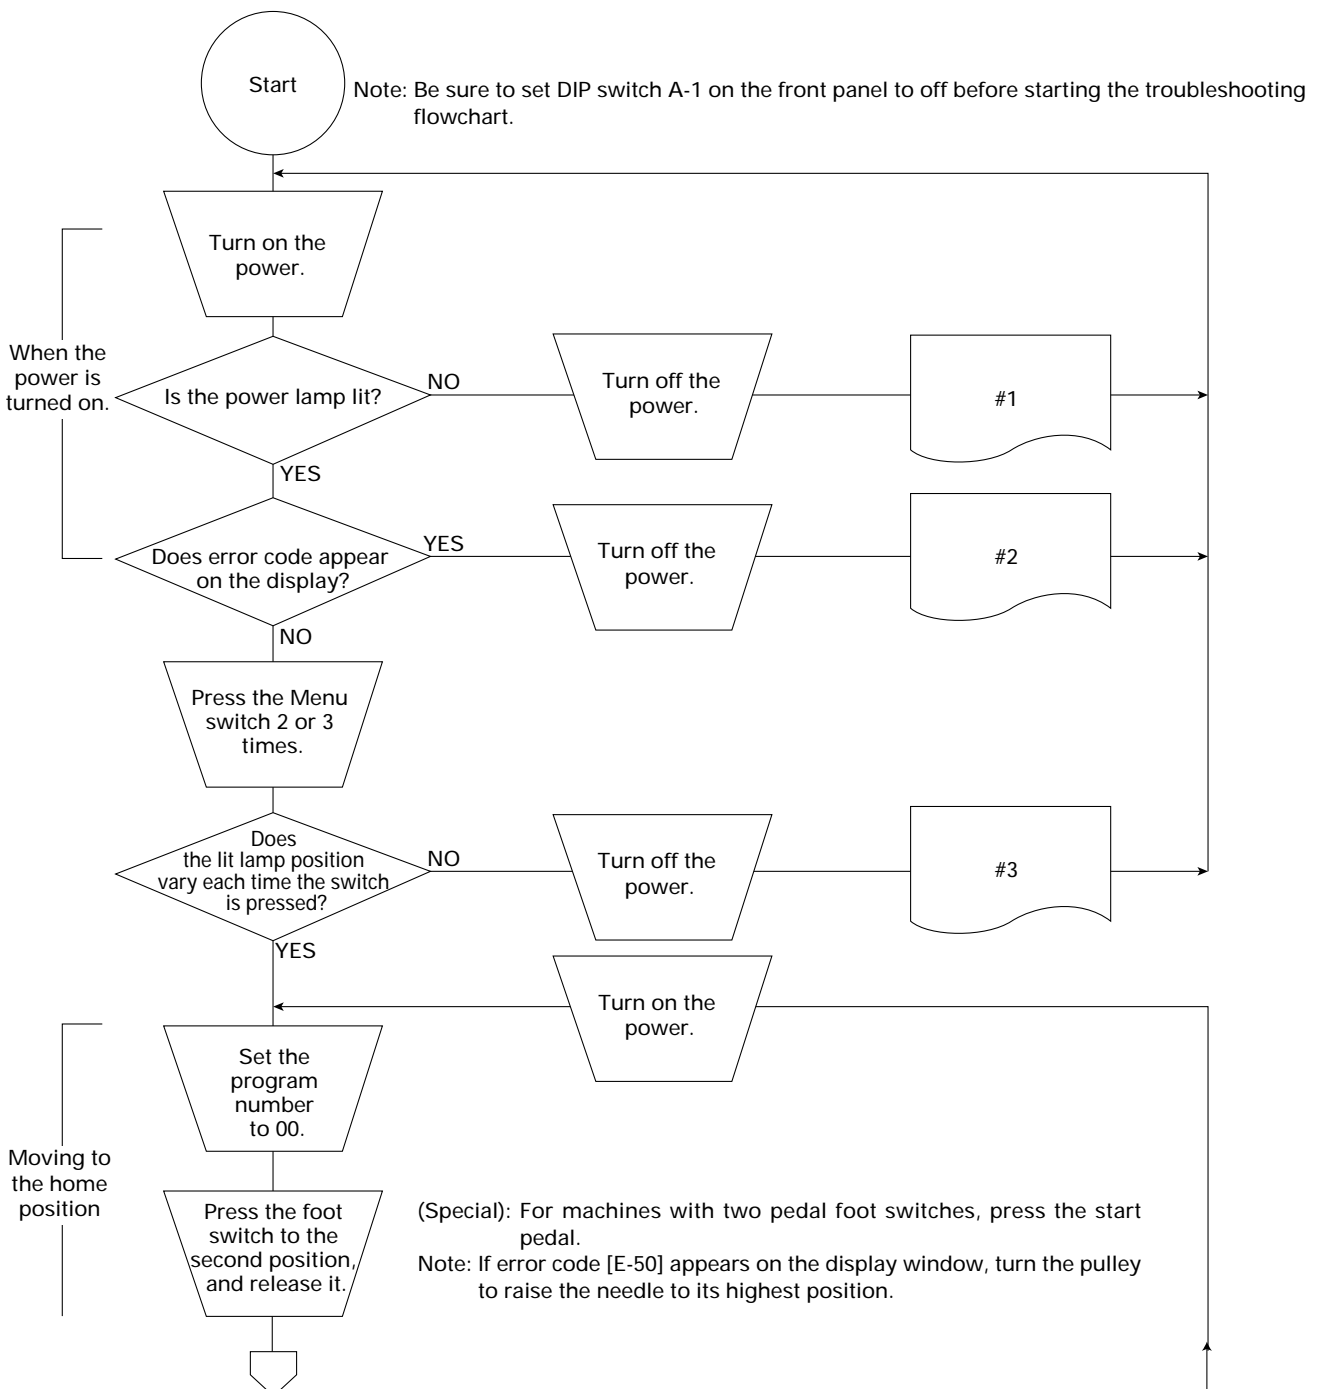 Start
Note: Be sure to set DIP switch A-1 on the front panel to off before starting the troubleshooting
flowchart.
Turn on the
power.
When the
power is
turned on.
Is the power lamp lit?
NO
Turn off the
power.
#1
YES
Does error code appear
on the display?
YES
Turn off the
power.
#2
NO
Press the Menu
switch 2 or 3
times.
Does
the lit lamp position
vary each time the switch
is pressed?
NO
Turn off the
power.
#3
YES
Turn on the
power.
Set the
program
number
to 00.
Moving to
the home
position
Press the foot
switch to the
second position,
and release it.
(Special): For machines with two pedal foot switches, press the start
pedal.
Note: If error code [E-50] appears on the display window, turn the pulley
to raise the needle to its highest position.